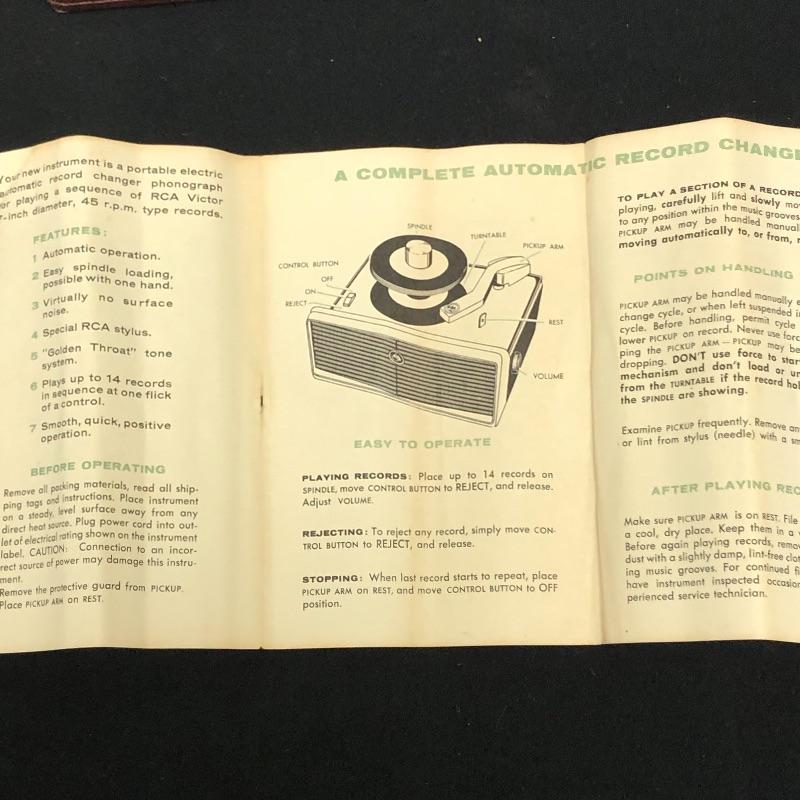 Your new instrument is a portable electric
automatic record changer phonograph
for playing a sequence of RCA Victor
7-inch diameter, 45 r.p.m. type records.
FEATURES:
1 Automatic operation.
2 Easy spindle loading,
possible with one hand.
3 Virtually no surface
noise.
4 Special RCA stylus.
5 "Golden Throat" tone
system.
6 Plays up to 14 records
in sequence at one flick
of a control.
7 Smooth, quick, positive
operation.
BEFORE OPERATING
Remove all packing materials, read all ship-
ping tags and instructions. Place instrument
on a steady, level surface away from any
direct heat source. Plug power cord into out-
let of electrical rating shown on the instrument
label. CAUTION: Connection to an incor-
rect source of power may damage this instru-
ment.
Remove the protective guard from PICKUP.
Place PICKUP ARM on REST.
A COMPLETE AUTOMATIC RECORD CHANGE
SPINDLE
TURNTABLE
PICKUP ARM
CONTROL BUTTON
OFF
ON
REJECT
REST
VOLUME
EASY TO OPERATE
PLAYING RECORDS: Place up to 14 records on
SPINDLE, move CONTROL BUTTON to REJECT, and release.
Adjust VOLUME.
REJECTING: To reject any record, simply move CON-
TROL BUTTON to REJECT, and release.
STOPPING: When last record starts to repeat, place
PICKUP ARM on REST, and move CONTROL BUTTON to OFF
position.
TO PLAY A SECTION OF A RECORD
playing, carefully lift and slowly mo
to any position within the music grooves
PICKUP ARM may be handled manuall
moving automatically to, or from, r
POINTS ON HANDLING
PICKUP ARM may be handled manually
change cycle, or when left suspended in
cycle. Before handling, permit cycle
lower PICKUP on record. Never use forc
ping the PICKUP ARM — PICKUP may be
dropping. DON'T use force to star
mechanism and don't load or un
from the TURNTABLE if the record hol
the SPINDLE are showing.
Examine PICKUP frequently. Remove an
or lint from stylus (needle) with a sm
AFTER PLAYING REC
Make sure PICKUP ARM is on REST. File
a cool, dry place. Keep them in a
Before again playing records, remov
dust with a slightly damp, lint-free clot
ing music grooves. For continued fi
have instrument inspected occasion
perienced service technician.